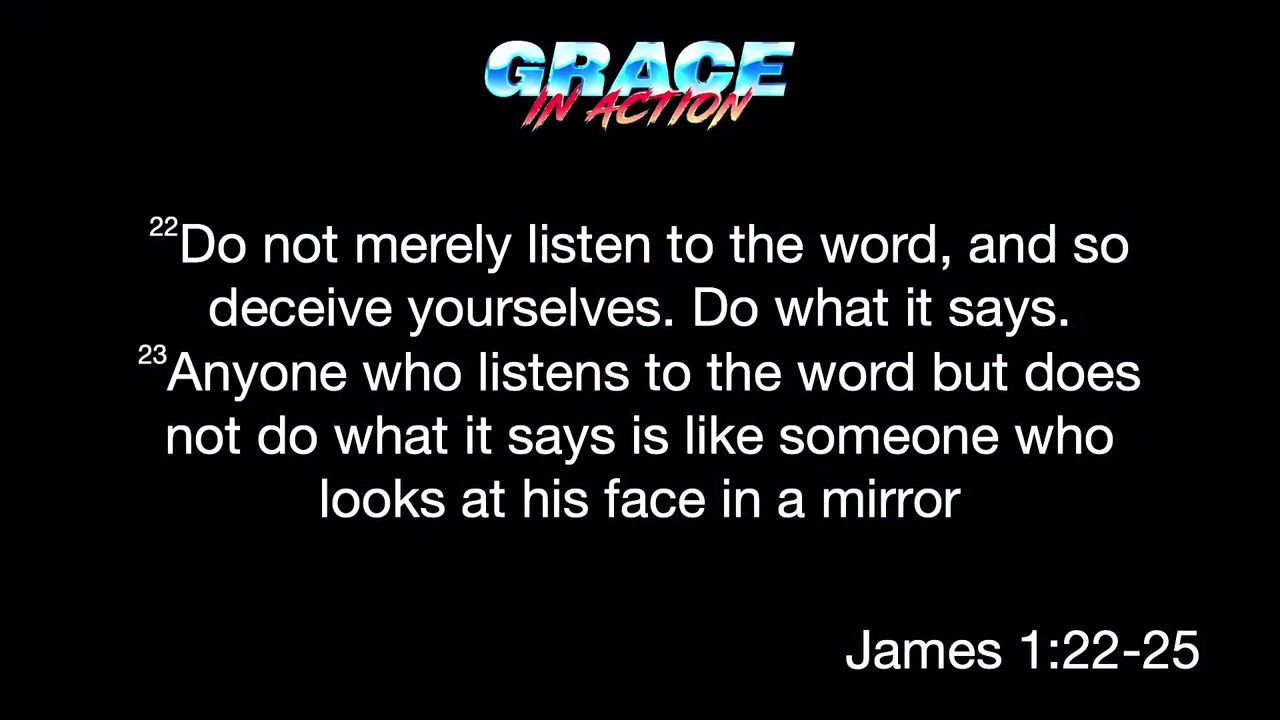 GRACE
IN ACTION
22Do not merely listen to the word, and so
deceive yourselves. Do what it says.
23Anyone who listens to the word but does
not do what it says is like someone who
looks at his face in a mirror
James 1:22-25